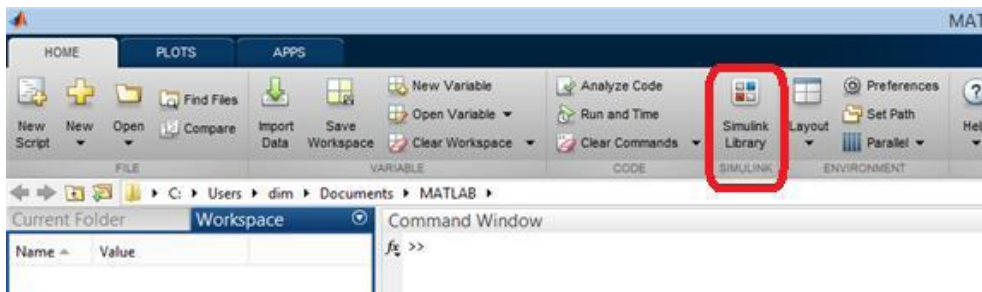 MAT
HOME PLOTS APPS
New Script
New
Open
Find Files
Compare
Import Data
Save Workspace
New Variable
Open Variable
Clear Workspace
Analyze Code
Run and Time
Clear Commands
Simulink Library
Layout
Preferences
Set Path
Parallel
Hel
FILE VARIABLE CODE SIMULINK ENVIRONMENT
C: Users dim Documents MATLAB
Current Folder Workspace Command Window
Name Value
fx >>